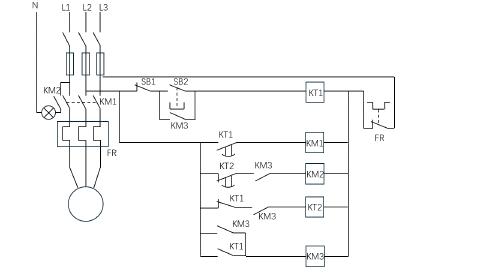 N L1 L2 L3
SB1 SB2
KM2 KM1 KT1
KM3
KT1 KM1 FR
FR
KT2 KM3 KM2
KT1 KM3 KT2
KM3
KT1 KM3